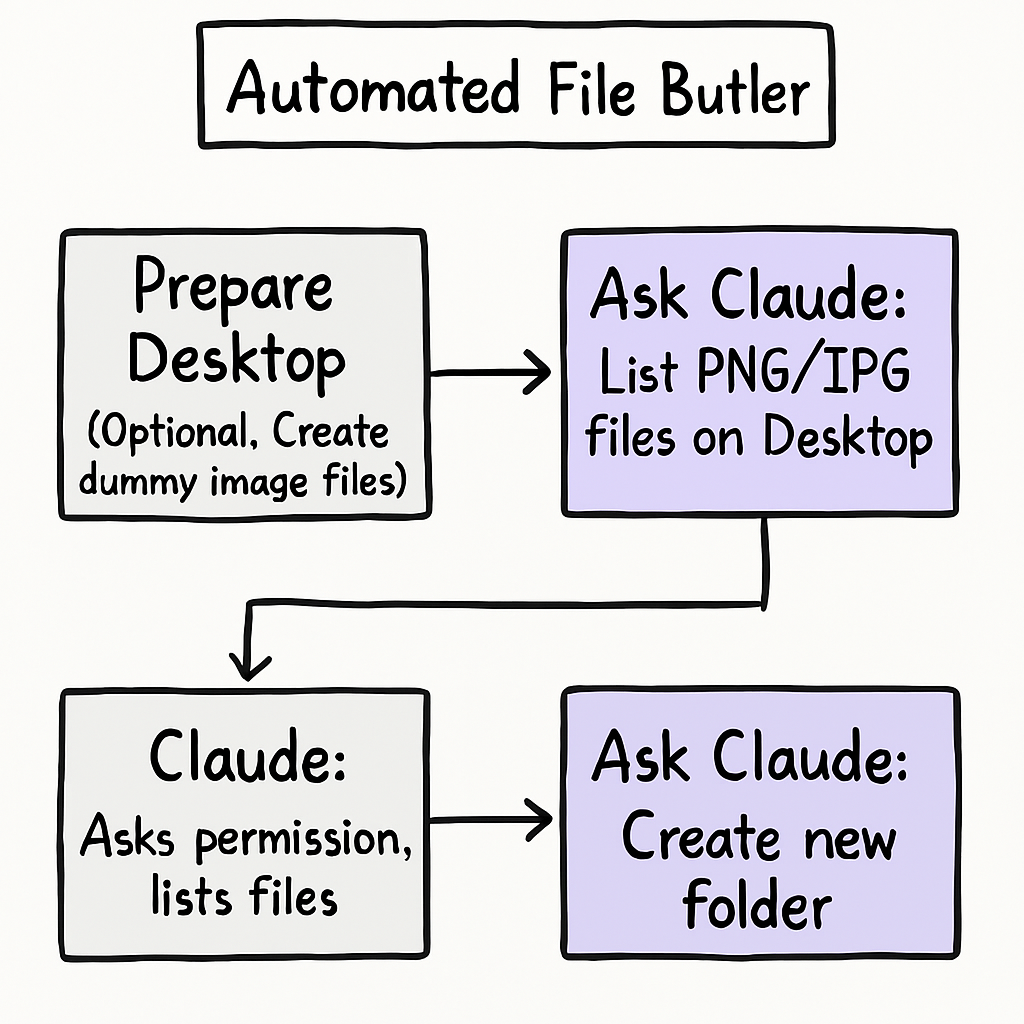 Automated File Butler
Prepare
Desktop
(Optional, Create
dummy image files)
Ask Claude:
List PNG/IPG
files on Desktop
Claude:
Asks permission,
lists files
Ask Claude:
Create new
folder